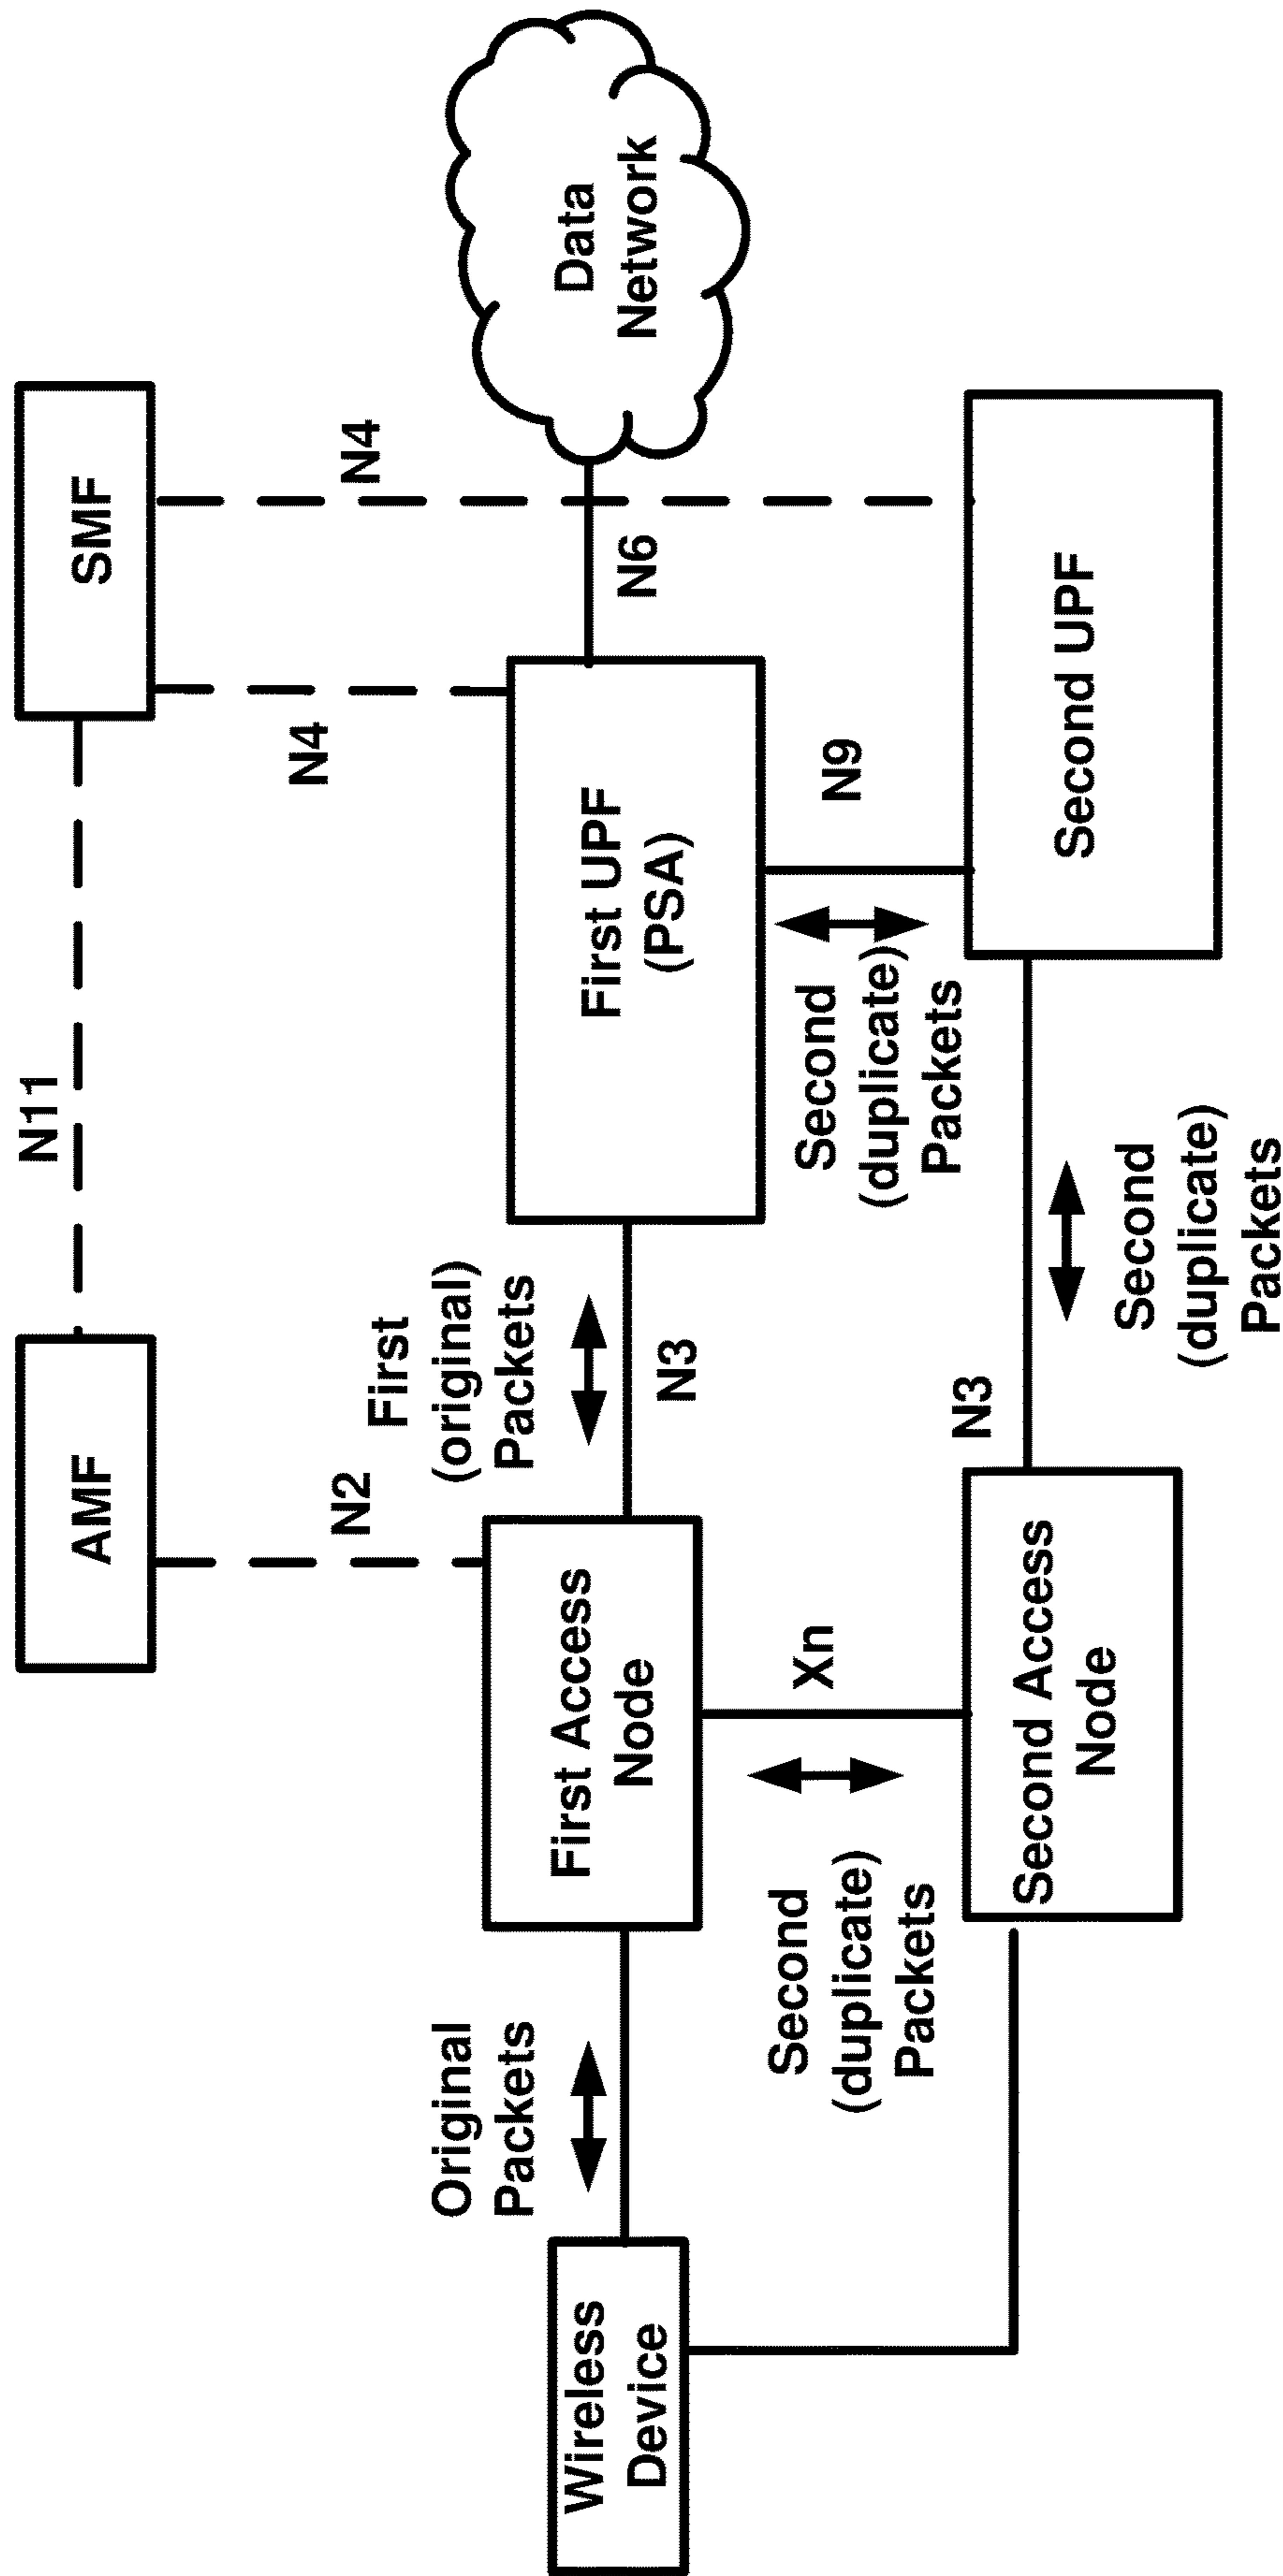 AMF
N11
SMF
N2
N4
N4
Original
Packets
First
(original)
Packets
Data
Network
Wireless
Device
First Access
Node
N3
First UPF
(PSA)
N6
Second
(duplicate)
Packets
Xn
Second
(duplicate)
Packets
N9
Second Access
Node
N3
Second
(duplicate)
Packets
Second UPF